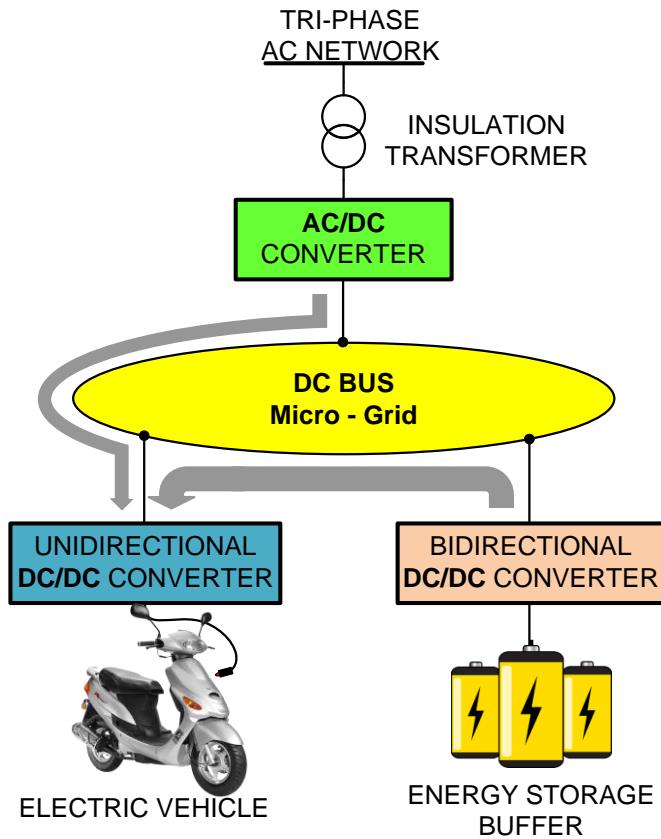 TRI-PHASE
AC NETWORK
INSULATION
TRANSFORMER
AC/DC
CONVERTER
DC BUS
Micro - Grid
UNIDIRECTIONAL
DC/DC CONVERTER
BIDIRECTIONAL
DC/DC CONVERTER
ELECTRIC VEHICLE
ENERGY STORAGE
BUFFER